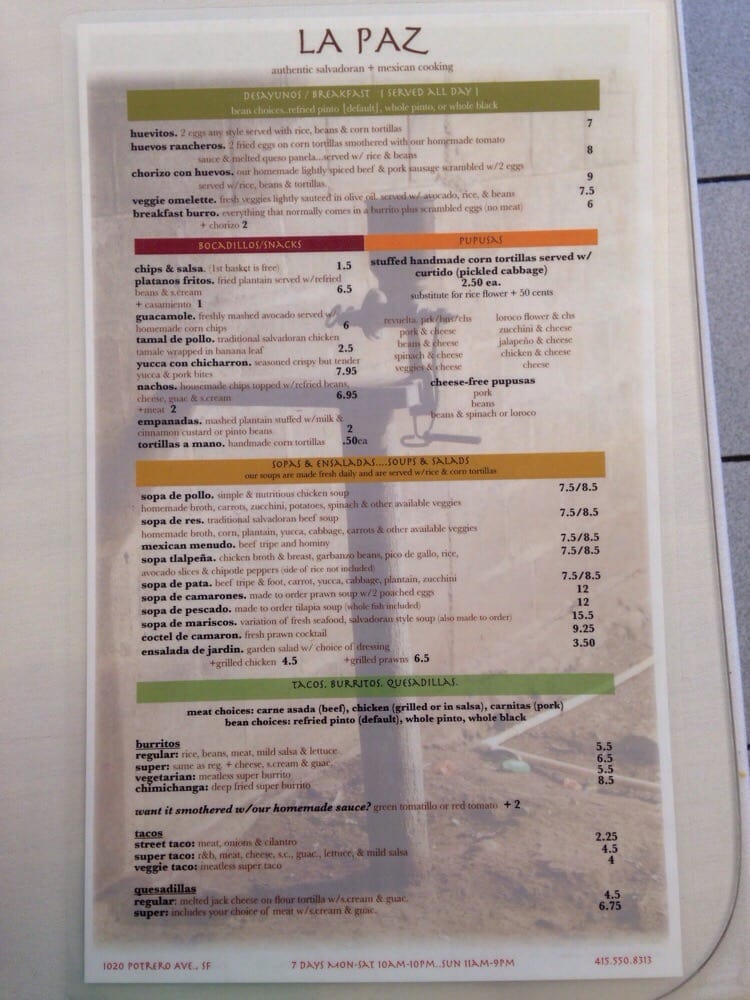 LA PAZ
authentic salvadoran + mexican cooking
DESAYUNOS / BREAKFAST [ SERVED ALL DAY ]
bean choices..refried pinto [default], whole pinto, or whole black
huevitos. 2 eggs any style served with rice, beans & corn tortillas 7
huevos rancheros. 2 fried eggs on corn tortillas smothered with our homemade tomato
sauce & melted queso panela...served w/ rice & beans 8
chorizo con huevos. our homemade lightly spiced beef & pork sausage scrambled w/2 eggs
served w/rice, beans & tortillas. 9
veggie omelette. fresh veggies lightly sauteed in olive oil. served w/ avocado, rice, & beans 7.5
breakfast burro. everything that normally comes in a burrito plus scrambled eggs (no meat) 6
+ chorizo 2
BOCADILLOS/SNACKS
chips & salsa. (1st basket is free) 1.5
platanos fritos. fried plantain served w/refried
beans & s.cream 6.5
+ casamiento 1
guacamole. freshly mashed avocado served w/
homemade corn chips 6
tamal de pollo. traditional salvadoran chicken
tamale wrapped in banana leaf 2.5
yucca con chicharron. seasoned crispy but tender
yucca & pork bites 7.95
nachos. housemade chips topped w/refried beans,
cheese, guac & s.cream 6.95
+meat 2
empanadas. mashed plantain stuffed w/milk &
cinnamon custard or pinto beans 2
tortillas a mano. handmade corn tortillas .50ea
PUPUSAS
stuffed handmade corn tortillas served w/
curtido (pickled cabbage)
2.50 ea.
substitute for rice flower + 50 cents
revuelta. prk/bns/chs
pork & cheese
beans & cheese
spinach & cheese
veggies & cheese
loroco flower & chs
zucchini & cheese
jalapeño & cheese
chicken & cheese
cheese
cheese-free pupusas
pork
beans
beans & spinach or loroco
SOPAS & ENSALADAS....SOUPS & SALADS
our soups are made fresh daily and are served w/rice & corn tortillas
sopa de pollo. simple & nutritious chicken soup 7.5/8.5
homemade broth, carrots, zucchini, potatoes, spinach & other available veggies
sopa de res. traditional salvadoran beef soup 7.5/8.5
homemade broth, corn, plantain, yucca, cabbage, carrots & other available veggies
mexican menudo. beef tripe and hominy 7.5/8.5
sopa tlalpeña. chicken broth & breast, garbanzo beans, pico de gallo, rice, 7.5/8.5
avocado slices & chipotle peppers (side of rice not included)
sopa de pata. beef tripe & foot, carrot, yucca, cabbage, plantain, zucchini 7.5/8.5
sopa de camarones. made to order prawn soup w/2 poached eggs 12
sopa de pescado. made to order tilapia soup (whole fish included) 12
sopa de mariscos. variation of fresh seafood, salvadoran style soup (also made to order) 15.5
coctel de camaron. fresh prawn cocktail 9.25
ensalada de jardin. garden salad w/ choice of dressing 3.50
+grilled chicken 4.5 +grilled prawns 6.5
TACOS. BURRITOS. QUESADILLAS.
meat choices: carne asada (beef), chicken (grilled or in salsa), carnitas (pork)
bean choices: refried pinto (default), whole pinto, whole black
burritos
regular: rice, beans, meat, mild salsa & lettuce 5.5
super: same as reg. + cheese, s.cream & guac. 6.5
vegetarian: meatless super burrito 5.5
chimichanga: deep fried super burrito 8.5
want it smothered w/our homemade sauce? green tomatillo or red tomato + 2
tacos
street taco: meat, onions & cilantro 2.25
super taco: r&b, meat, cheese, s.c., guac., lettuce, & mild salsa 4.5
veggie taco: meatless super taco 4
quesadillas
regular: melted jack cheese on flour tortilla w/s.cream & guac. 4.5
super: includes your choice of meat w/s.cream & guac. 6.75
1020 POTRERO AVE., SF 7 DAYS MON-SAT 10AM-10PM..SUN 11AM-9PM 415.550.8313